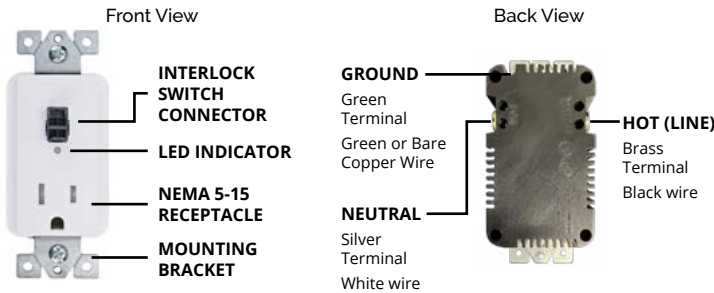 Front View
INTERLOCK
SWITCH
CONNECTOR
LED INDICATOR
NEMA 5-15
RECEPTACLE
MOUNTING
BRACKET
Back View
GROUND
Green
Terminal
Green or Bare
Copper Wire
NEUTRAL
Silver
Terminal
White wire
HOT (LINE)
Brass
Terminal
Black wire